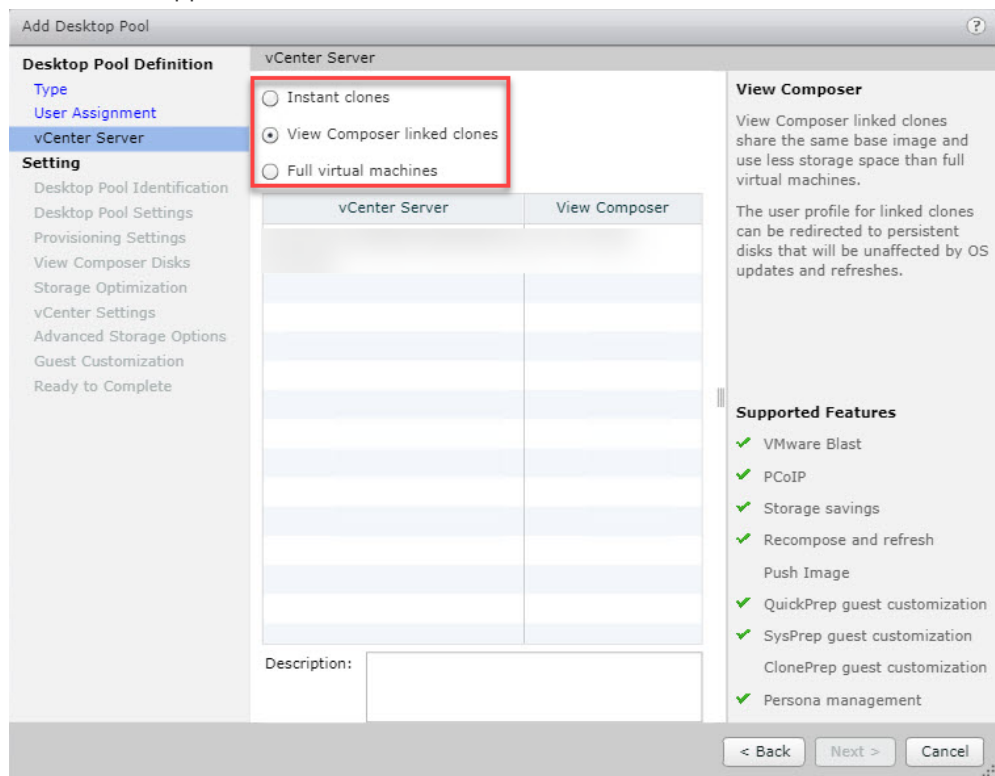 Add Desktop Pool
?
Desktop Pool Definition
Type
User Assignment
vCenter Server
Setting
Desktop Pool Identification
Desktop Pool Settings
Provisioning Settings
View Composer Disks
Storage Optimization
vCenter Settings
Advanced Storage Options
Guest Customization
Ready to Complete
vCenter Server
Instant clones
View Composer linked clones
Full virtual machines
vCenter Server View Composer
Description:
View Composer
View Composer linked clones
share the same base image and
use less storage space than full
virtual machines.
The user profile for linked clones
can be redirected to persistent
disks that will be unaffected by OS
updates and refreshes.
Supported Features
VMware Blast
PCoIP
Storage savings
Recompose and refresh
Push Image
QuickPrep guest customization
SysPrep guest customization
ClonePrep guest customization
Persona management
< Back Next > Cancel